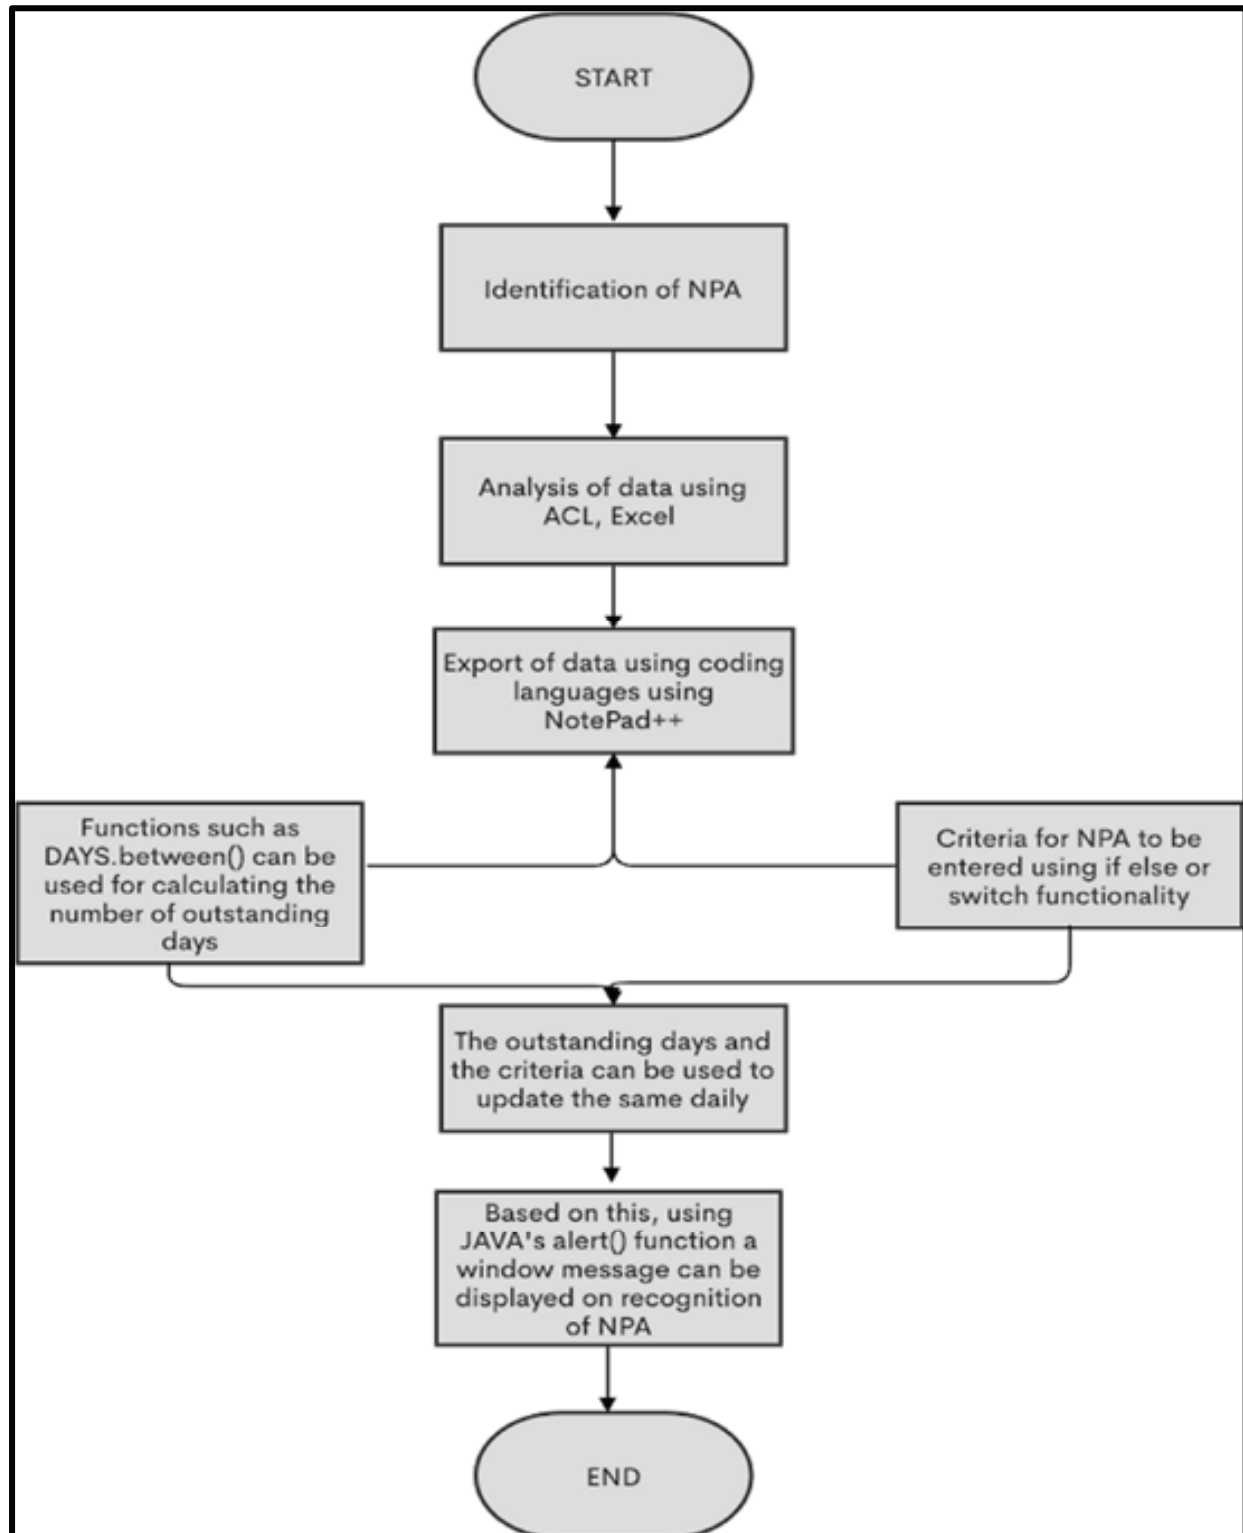 START
Identification of NPA
Analysis of data using
ACL, Excel
Export of data using coding
languages using
NotePad++
Functions such as
DAYS.between() can be
used for calculating the
number of outstanding
days
Criteria for NPA to be
entered using if else or
switch functionality
The outstanding days and
the criteria can be used to
update the same daily
Based on this, using
JAVA's alert() function a
window message can be
displayed on recognition
of NPA
END